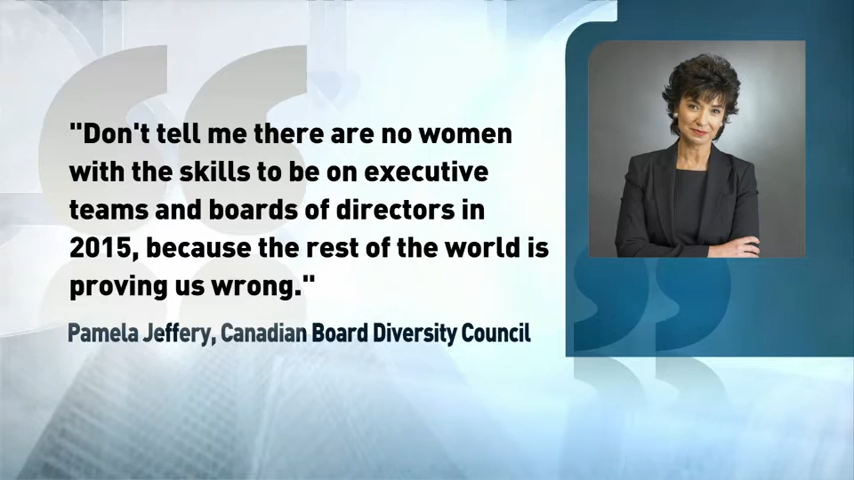 "Don't tell me there are no women
with the skills to be on executive
teams and boards of directors in
2015, because the rest of the world is
proving us wrong."
Pamela Jeffery, Canadian Board Diversity Council